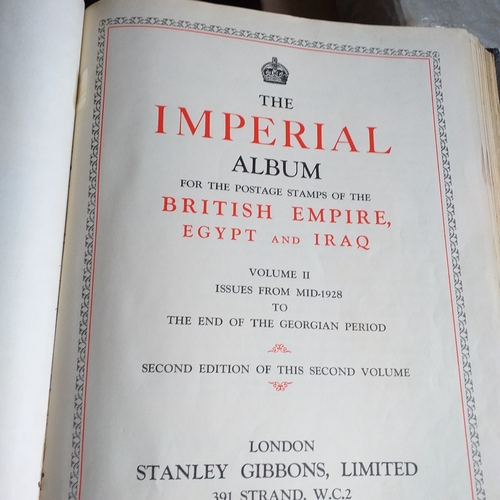 THE
IMPERIAL
ALBUM
FOR THE POSTAGE STAMPS OF THE
BRITISH EMPIRE,
EGYPT AND IRAQ
VOLUME II
ISSUES FROM MID-1928
TO
THE END OF THE GEORGIAN PERIOD
SECOND EDITION OF THIS SECOND VOLUME
LONDON
STANLEY GIBBONS, LIMITED
391 STRAND, W.C.2